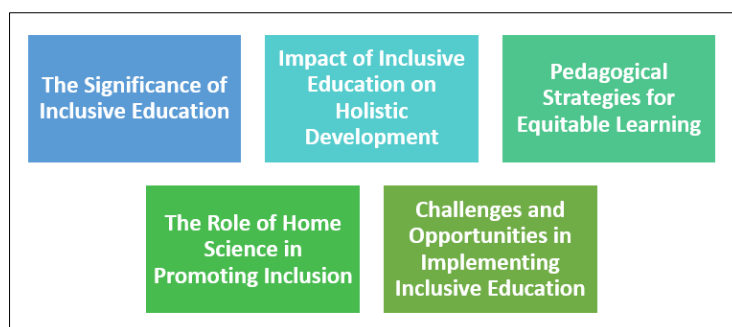 The Significance of
Inclusive Education
Impact of Inclusive
Education on
Holistic
Development
Pedagogical
Strategies for
Equitable Learning
The Role of Home
Science in
Promoting Inclusion
Challenges and
Opportunities in
Implementing
Inclusive Education